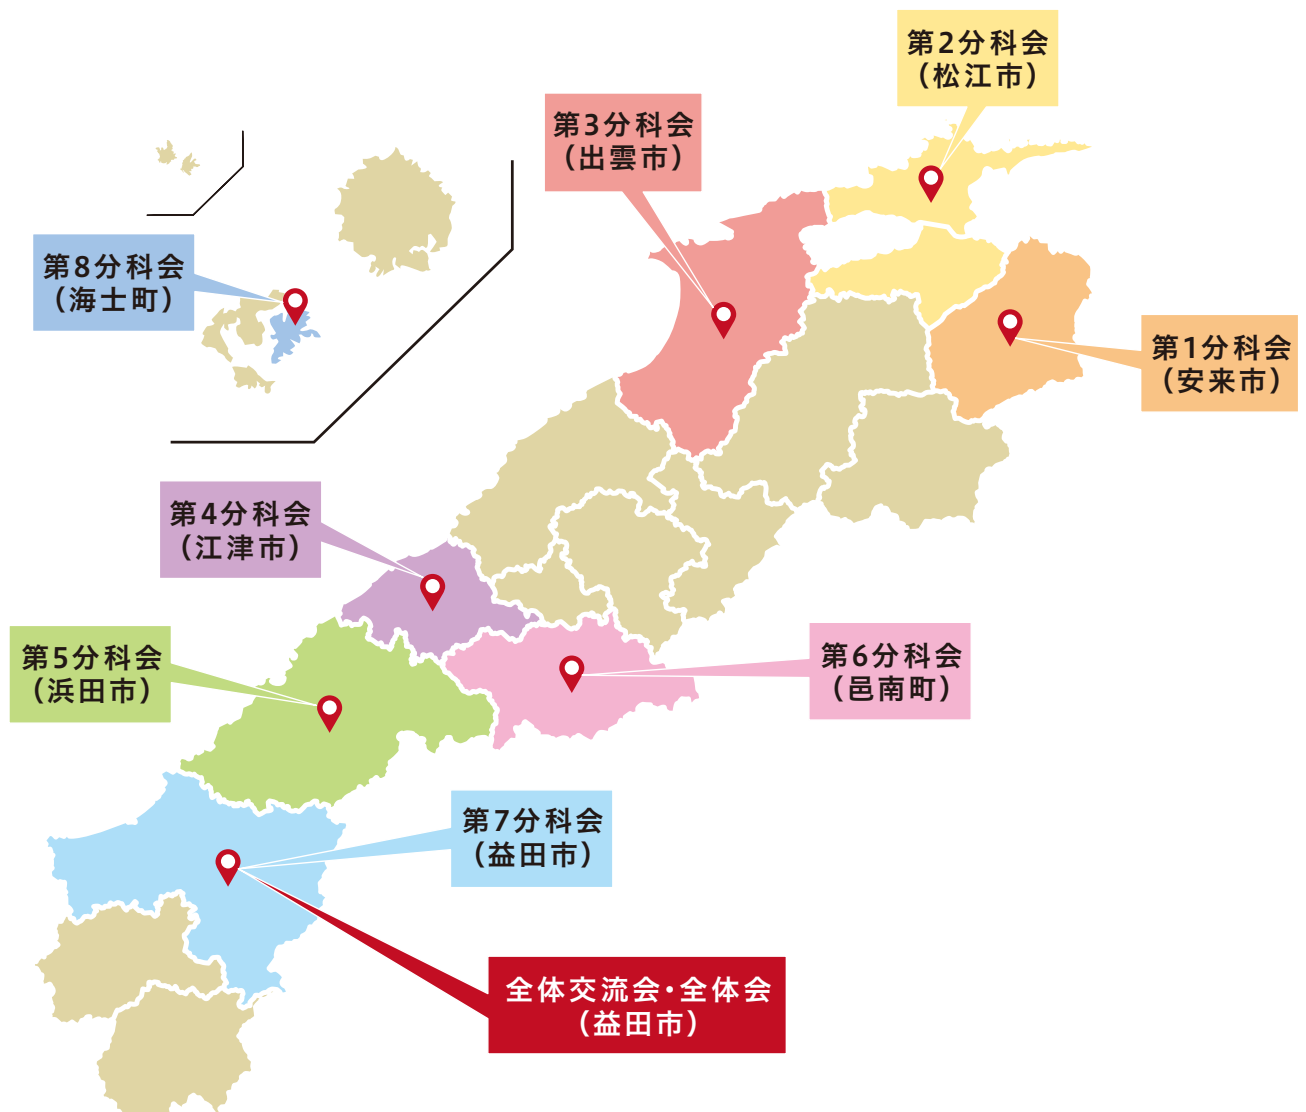 第2分科会
（松江市）
第3分科会
（出雲市）
第8分科会
（海士町）
第1分科会
（安来市）
第4分科会
（江津市）
第5分科会
（浜田市）
第6分科会
（邑南町）
第7分科会
（益田市）
全体交流会・全体会
（益田市）